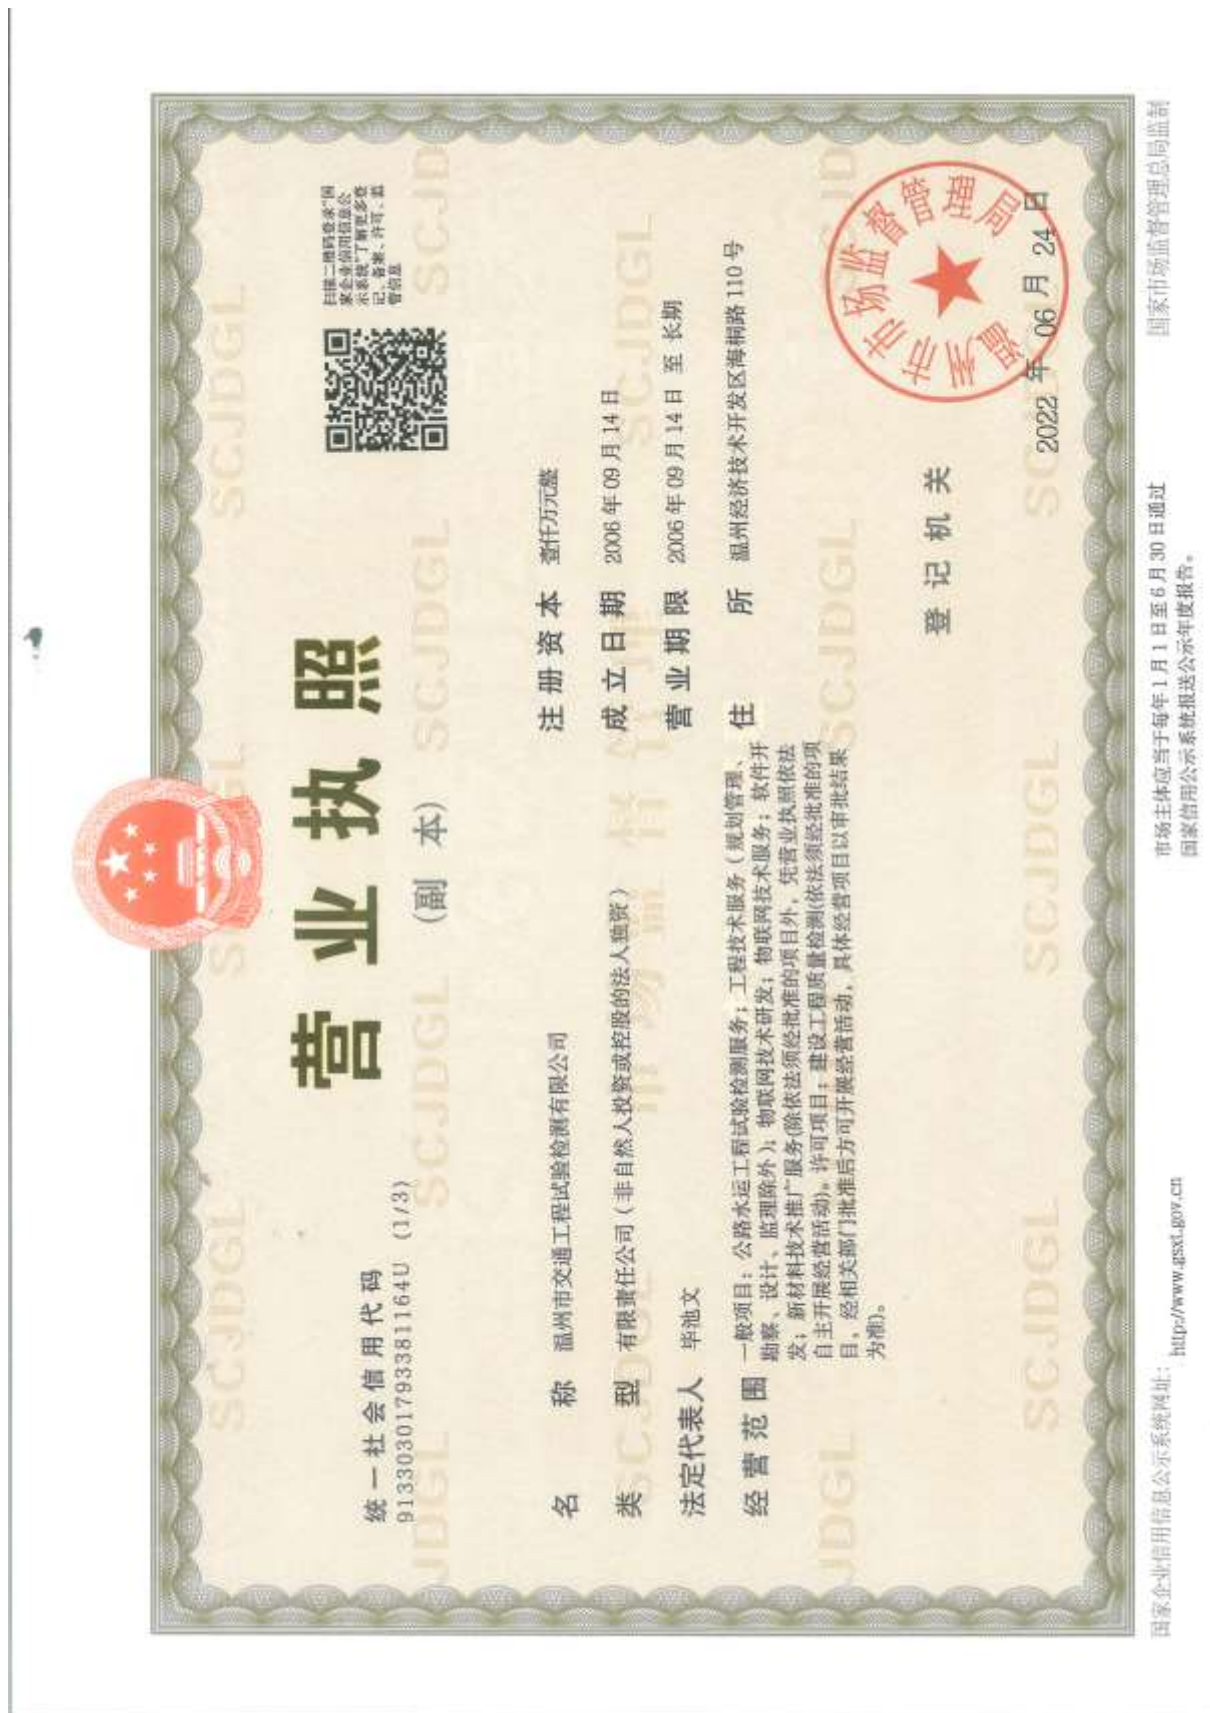 营业执照
(副 本)
统一社会信用代码
91330301793381164U (1/3)
扫描二维码登录“国
家企业信用信息公
示系统”了解更多登
记、备案、许可、监
管信息
名 称 温州市交通工程试验检测有限公司
类 型 有限责任公司（非自然人投资或控股的法人独资）
法定代表人 毕池文
经营范围 一般项目：公路水运工程试验检测服务；工程技术服务（规划管理、
勘察、设计、监理除外）；物联网技术研发；物联网技术服务；软件开
发；新材料技术推广服务(除依法须经批准的项目外，凭营业执照依法
自主开展经营活动)。许可项目：建设工程质量检测(依法须经批准的项
目，经相关部门批准后方可开展经营活动，具体经营项目以审批结果
为准)。
注册资本 壹仟万元整
成立日期 2006年09月14日
营业期限 2006年09月14日 至 长期
住 所 温州经济技术开发区海桐路110号
登记机关
温州市市场监督管理局
2022 年 06 月 24 日
国家企业信用信息公示系统网址：
http://www.gsxt.gov.cn
市场主体应当于每年1月1日至6月30日通过
国家信用公示系统报送公示年度报告。
国家市场监督管理总局监制